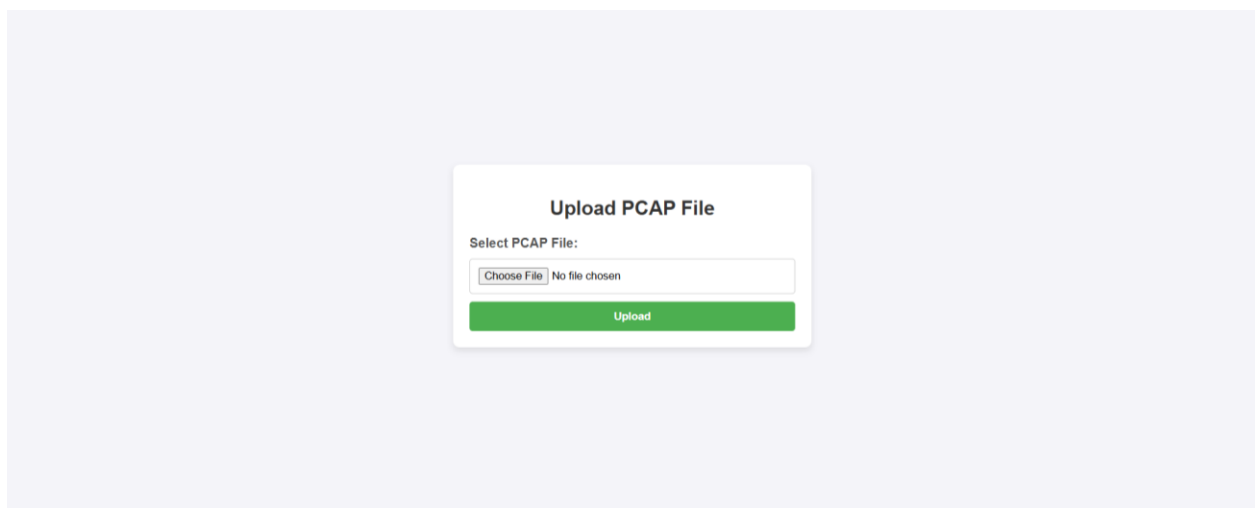 Upload PCAP File
Select PCAP File:
Choose File No file chosen
Upload